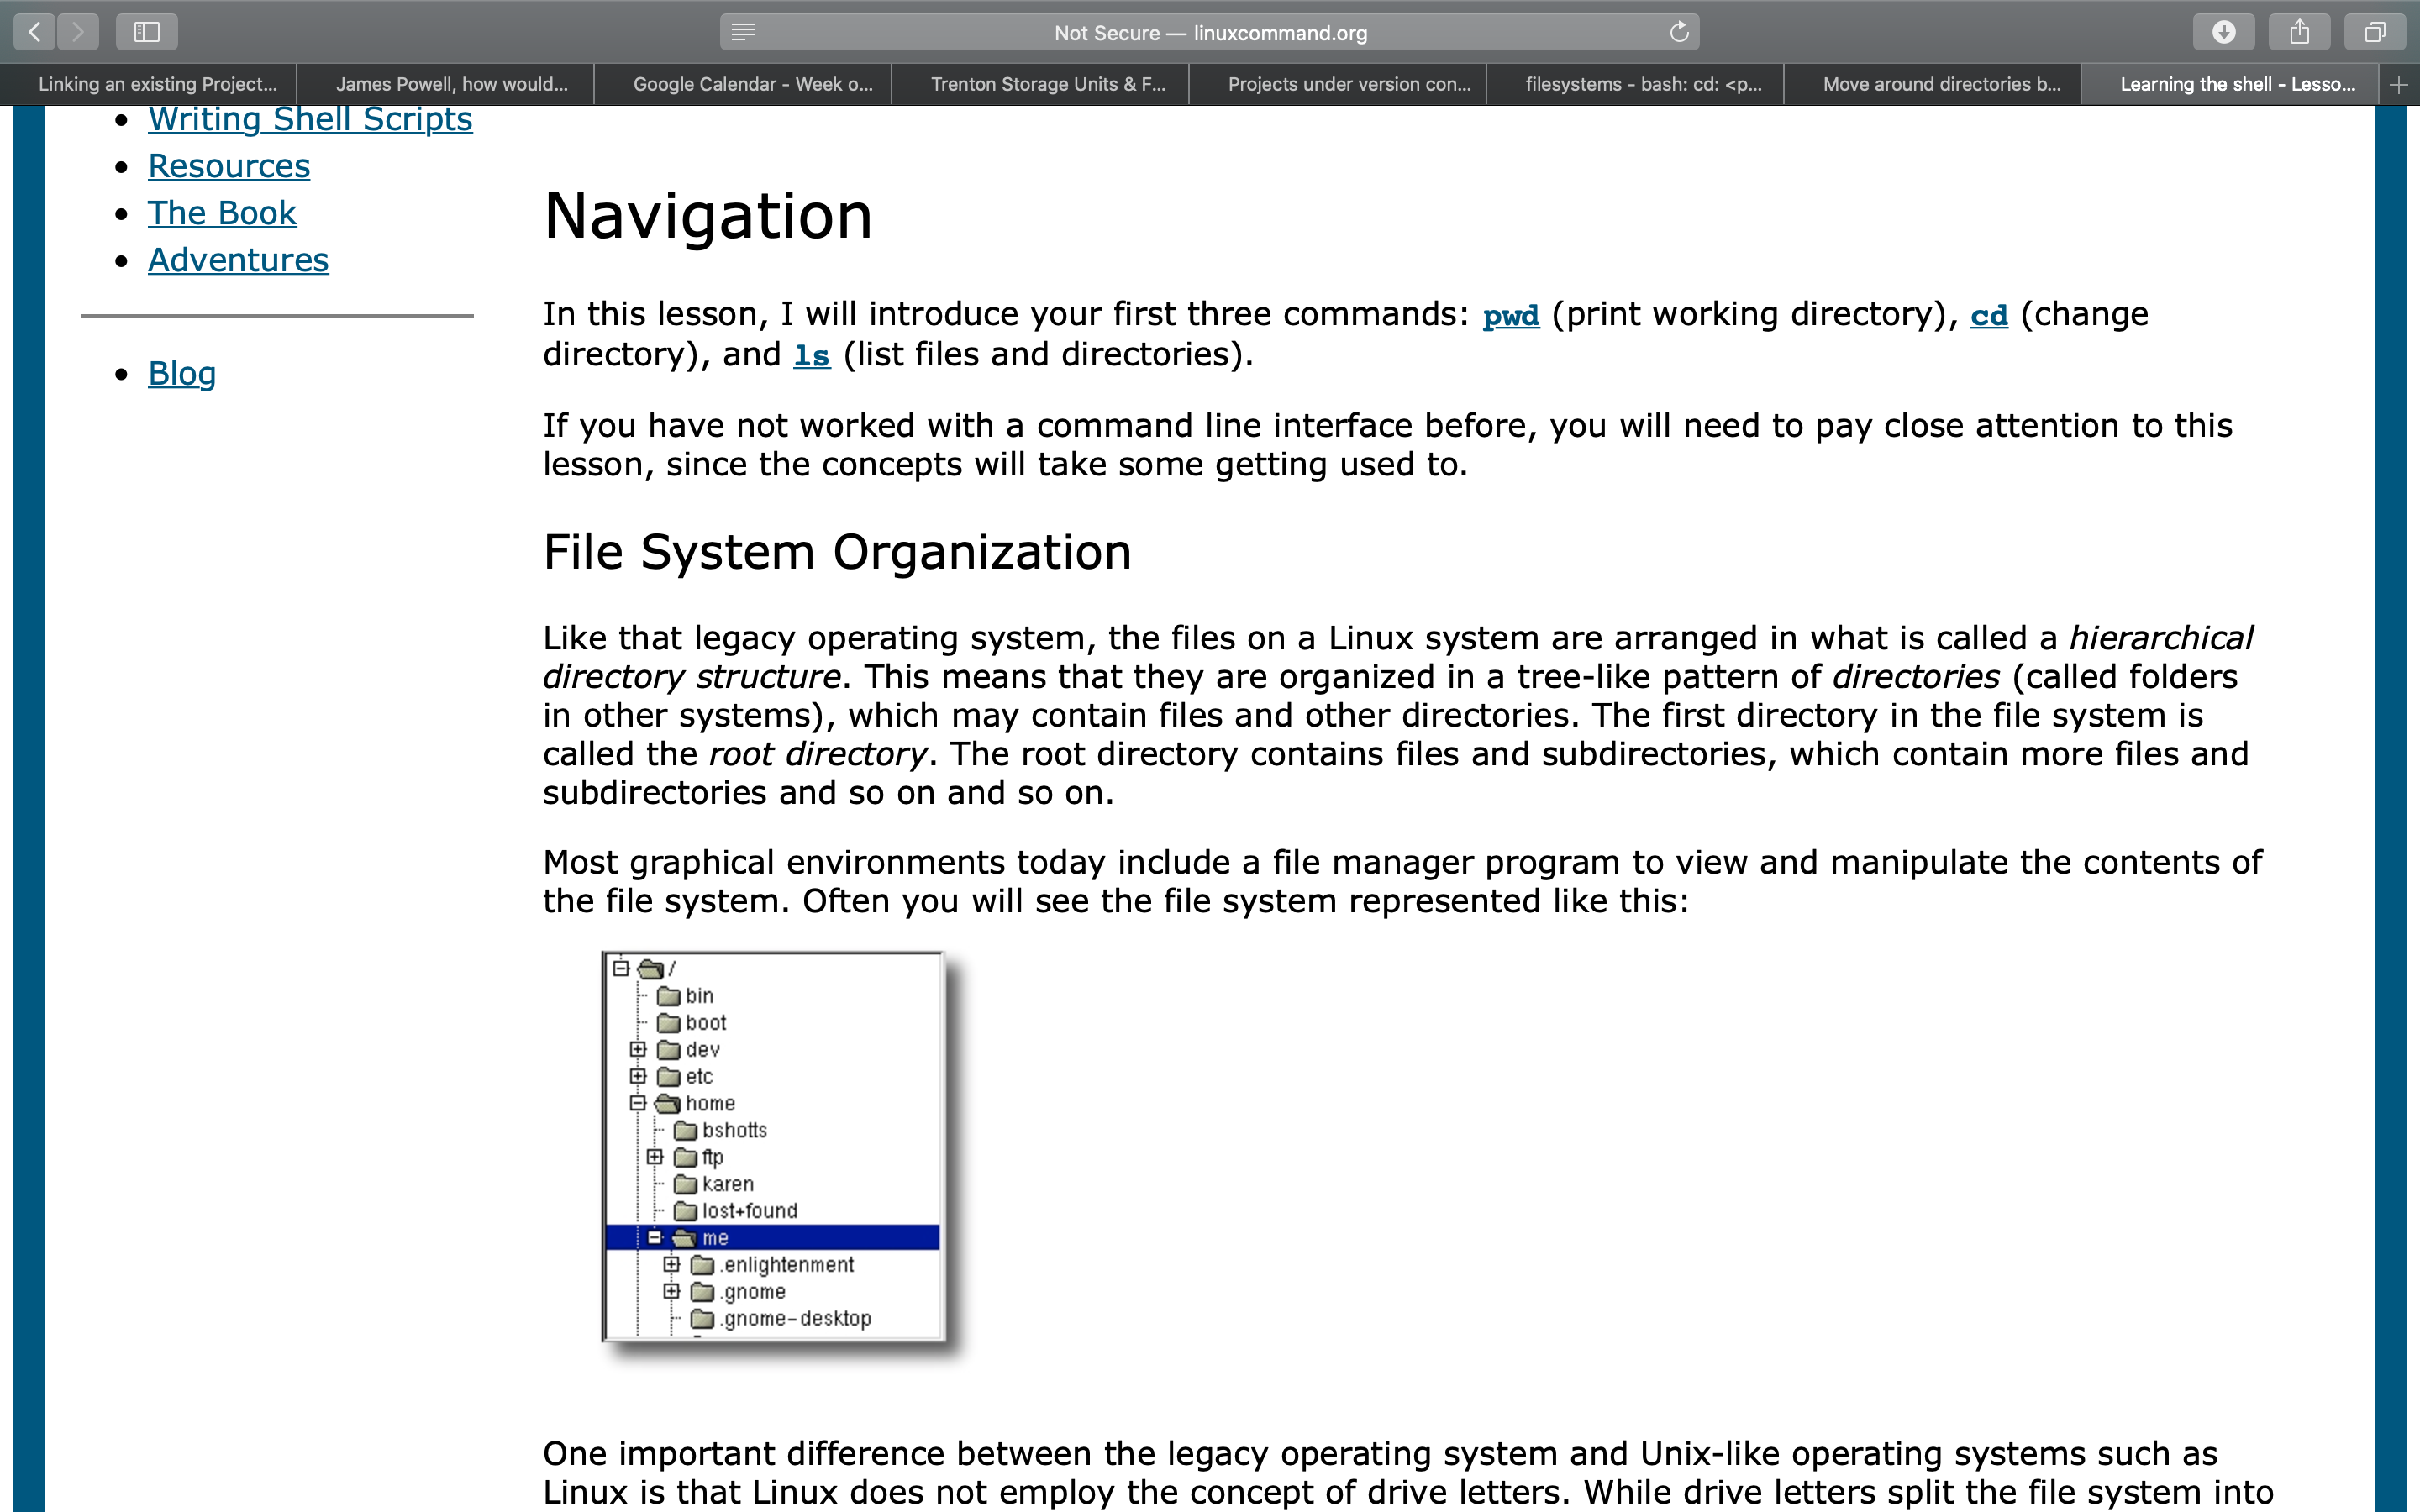 Not Secure — linuxcommand.org
Linking an existing Project...
James Powell, how would...
Google Calendar - Week o...
Trenton Storage Units & F...
Projects under version con...
filesystems - bash: cd: <p...
Move around directories b...
Learning the shell - Lesso...
Writing Shell Scripts
Resources
The Book
Adventures
Blog
Navigation
In this lesson, I will introduce your first three commands: pwd (print working directory), cd (change
directory), and ls (list files and directories).
If you have not worked with a command line interface before, you will need to pay close attention to this
lesson, since the concepts will take some getting used to.
File System Organization
Like that legacy operating system, the files on a Linux system are arranged in what is called a hierarchical
directory structure. This means that they are organized in a tree-like pattern of directories (called folders
in other systems), which may contain files and other directories. The first directory in the file system is
called the root directory. The root directory contains files and subdirectories, which contain more files and
subdirectories and so on and so on.
Most graphical environments today include a file manager program to view and manipulate the contents of
the file system. Often you will see the file system represented like this:
/
bin
boot
dev
etc
home
bshotts
ftp
karen
lost+found
me
.enlightenment
.gnome
.gnome-desktop
One important difference between the legacy operating system and Unix-like operating systems such as
Linux is that Linux does not employ the concept of drive letters. While drive letters split the file system into